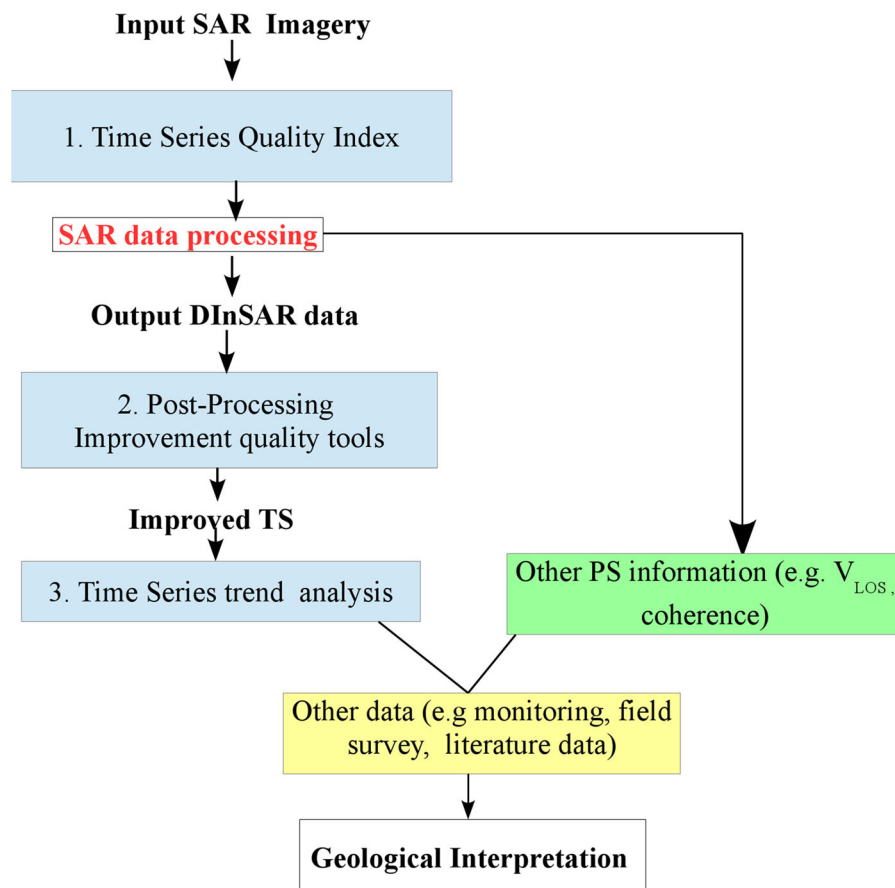 Input SAR Imagery
1. Time Series Quality Index
SAR data processing
Output DInSAR data
2. Post-Processing
Improvement quality tools
Improved TS
3. Time Series trend analysis
Other PS information (e.g. V_LOS,
coherence)
Other data (e.g monitoring, field
survey, literature data)
Geological Interpretation